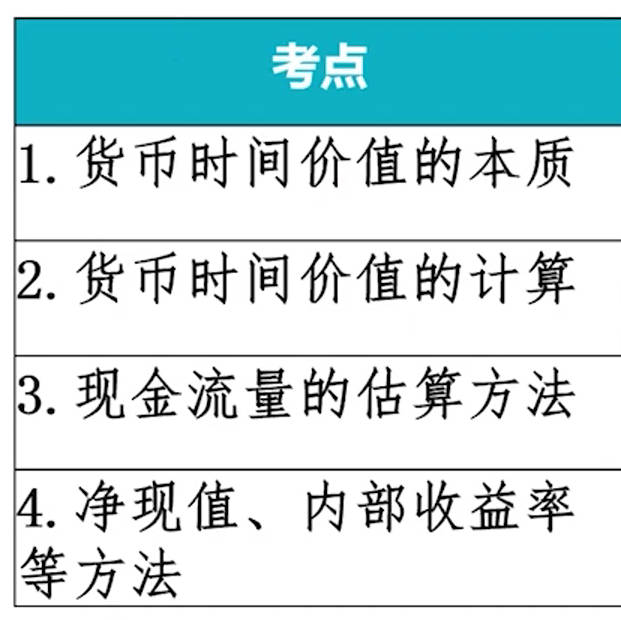 考点
1. 货币时间价值的本质
2. 货币时间价值的计算
3. 现金流量的估算方法
4. 净现值、内部收益率
等方法